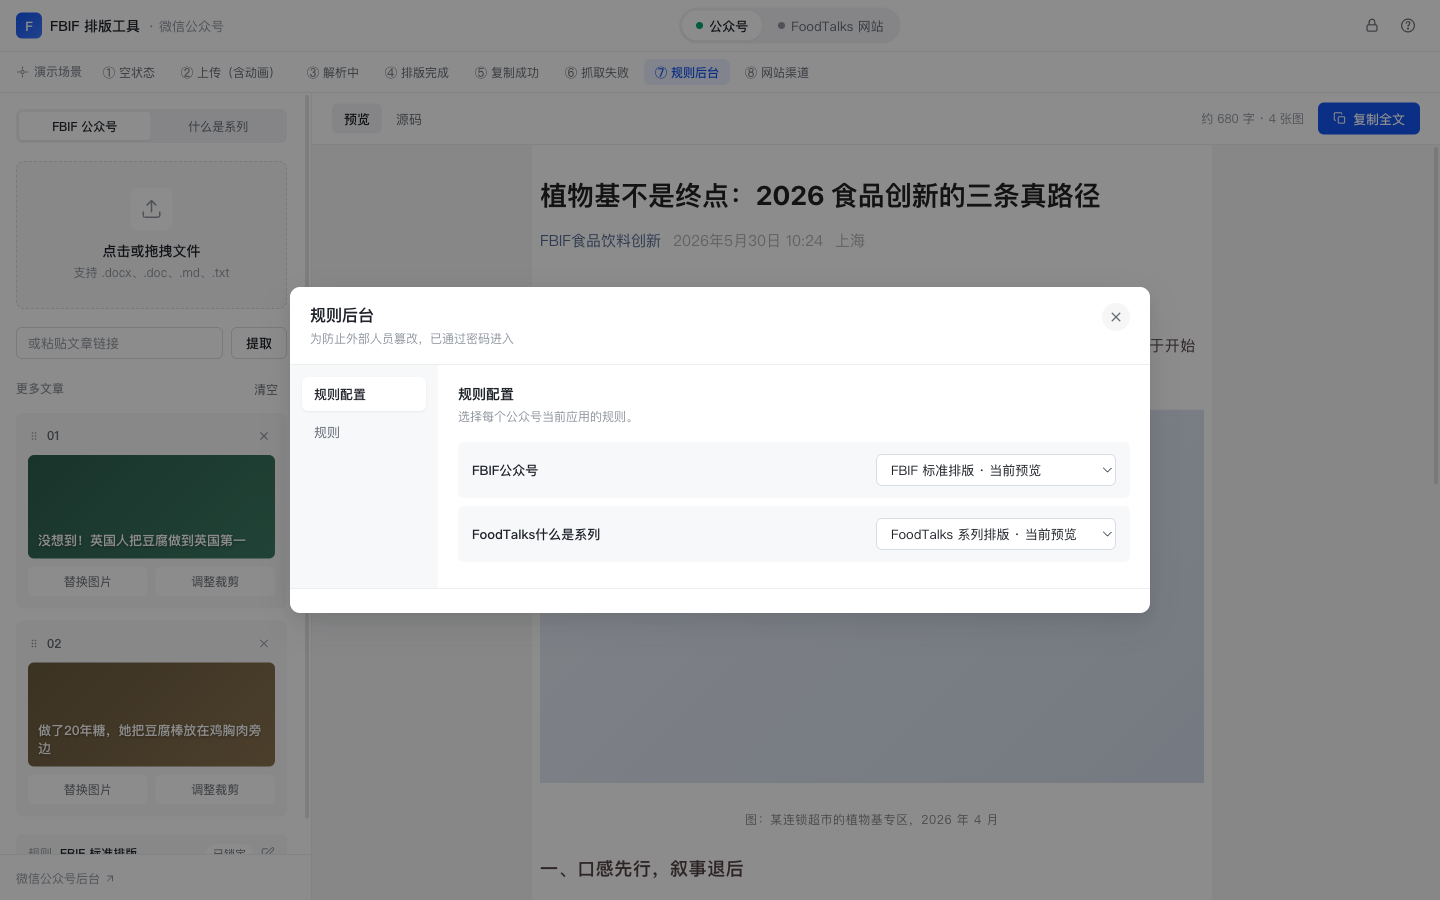 F FBIF 排版工具 · 微信公众号
公众号 FoodTalks 网站
演示场景 ① 空状态 ② 上传（含动画） ③ 解析中 ④ 排版完成 ⑤ 复制成功 ⑥ 抓取失败 ⑦ 规则后台 ⑧ 网站渠道
FBIF 公众号 什么是系列
预览 源码
约 680 字 · 4 张图 复制全文
点击或拖拽文件
支持 .docx、.doc、.md、.txt
或粘贴文章链接 提取
更多文章 清空
01
没想到！英国人把豆腐做到英国第一
替换图片 调整裁剪
02
做了20年糖，她把豆腐棒放在鸡胸肉旁
边
替换图片 调整裁剪
规则 FBIF 标准排版 已锁定
微信公众号后台
植物基不是终点：2026 食品创新的三条真路径
FBIF食品饮料创新 2026年5月30日 10:24 上海
于开始
规则后台
为防止外部人员篡改，已通过密码进入
规则配置
规则
规则配置
选择每个公众号当前应用的规则。
FBIF公众号 FBIF 标准排版 · 当前预览
FoodTalks什么是系列 FoodTalks 系列排版 · 当前预览
图：某连锁超市的植物基专区，2026 年 4 月
一、口感先行，叙事退后